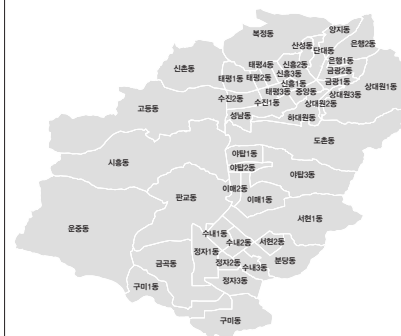 양지동
복정동
산성동
은행2동
단대동
신촌동
태평4동
신흥2동
은행1동
태평1동
태평2동
신흥3동
금광2동
신흥1동
금광1동
상대원1동
수진2동
태평3동
중앙동
상대원3동
고등동
수진1동
상대원2동
성남동
하대원동
도촌동
야탑1동
시흥동
야탑2동
야탑3동
이매2동
판교동
이매1동
서현1동
운중동
수내1동
수내2동
서현2동
정자1동
금곡동
정자2동
수내3동
분당동
구미1동
정자3동
구미동